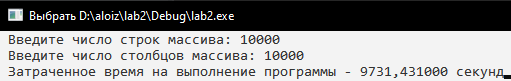 Выбрать D:\aloiz\lab2\Debug\lab2.exe
Введите число строк массива: 10000
Введите число столбцов массива: 10000
Затраченное время на выполнение программы - 9731,431000 секунд